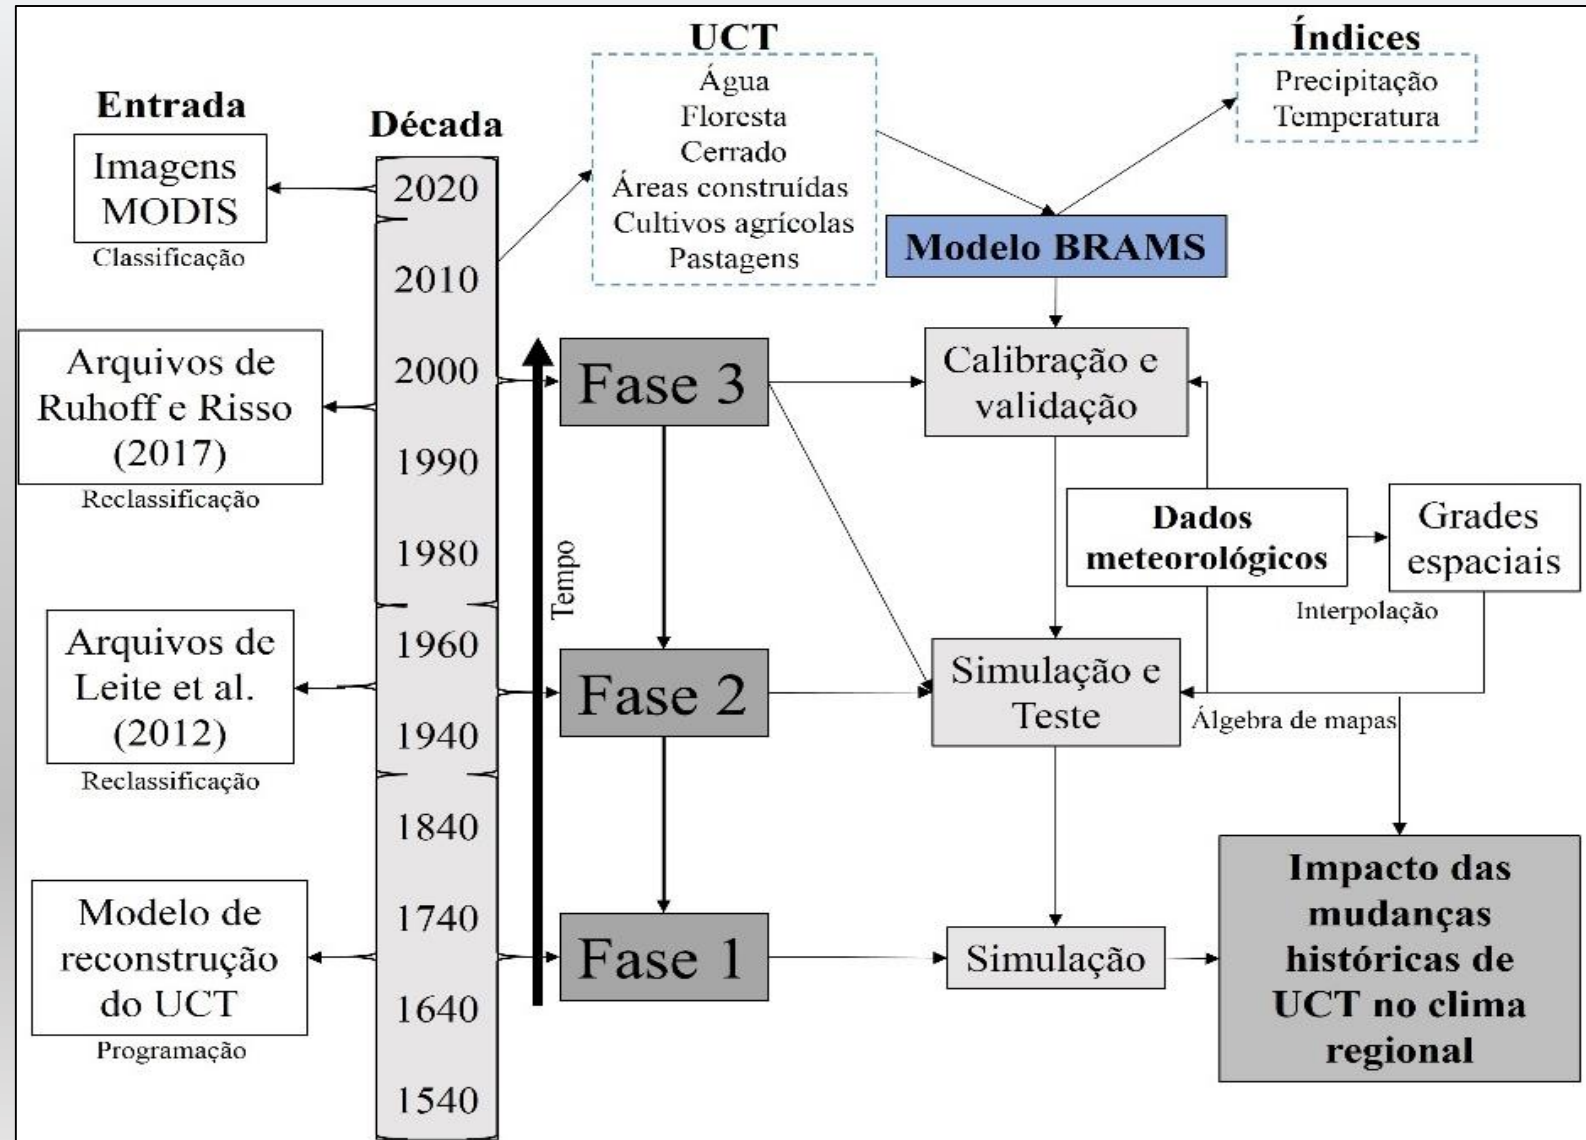 Entrada
Imagens
MODIS
Classificação
Arquivos de
Ruhoff e Risso
(2017)
Reclassificação
Arquivos de
Leite et al.
(2012)
Reclassificação
Modelo de
reconstrução
do UCT
Programação
Década
2020
2010
2000
1990
1980
1960
1940
1840
1740
1640
1540
Tempo
Fase 3
Fase 2
Fase 1
UCT
Água
Floresta
Cerrado
Áreas construídas
Cultivos agrícolas
Pastagens
Índices
Precipitação
Temperatura
Modelo BRAMS
Calibração e
validação
Dados
meteorológicos
Grades
espaciais
Interpolação
Simulação e
Teste
Álgebra de mapas
Simulação
Impacto das
mudanças
históricas de
UCT no clima
regional